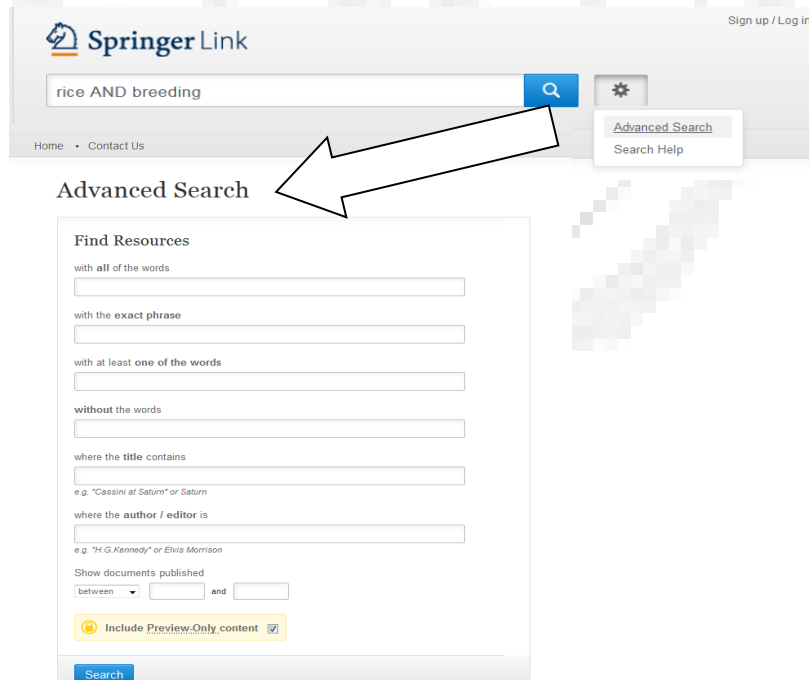 Sign up / Log in
Springer Link
rice AND breeding
Advanced Search
Search Help
Home • Contact Us
Advanced Search
Find Resources
with all of the words
with the exact phrase
with at least one of the words
without the words
where the title contains
e.g. "Cassini at Saturn" or Saturn
where the author / editor is
e.g. "H.G.Kennedy" or Elvis Morrison
Show documents published
between and
Include Preview-Only content
Search